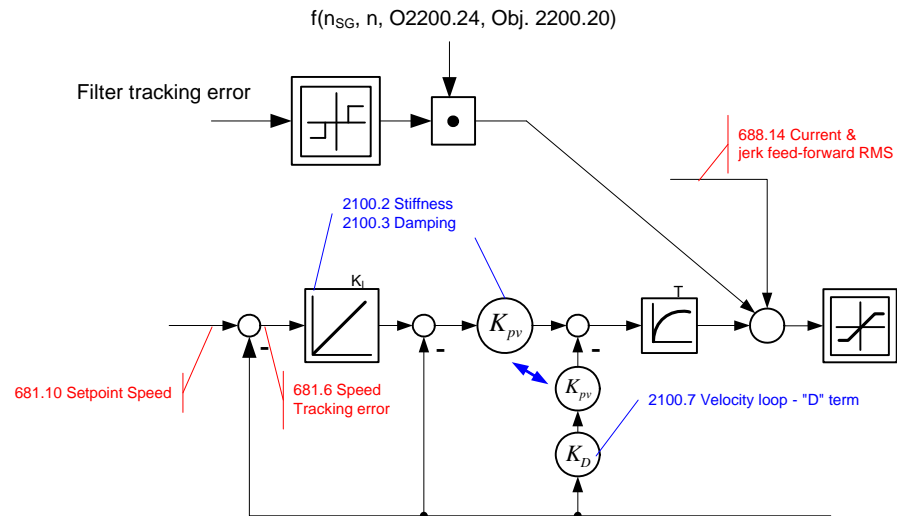 f(n_SG, n, O2200.24, Obj. 2200.20)
Filter tracking error
688.14 Current &
jerk feed-forward RMS
2100.2 Stiffness
2100.3 Damping
K_I
T
K_pv
-
-
-
681.10 Setpoint Speed
681.6 Speed
Tracking error
K_pv
2100.7 Velocity loop - "D" term
K_D